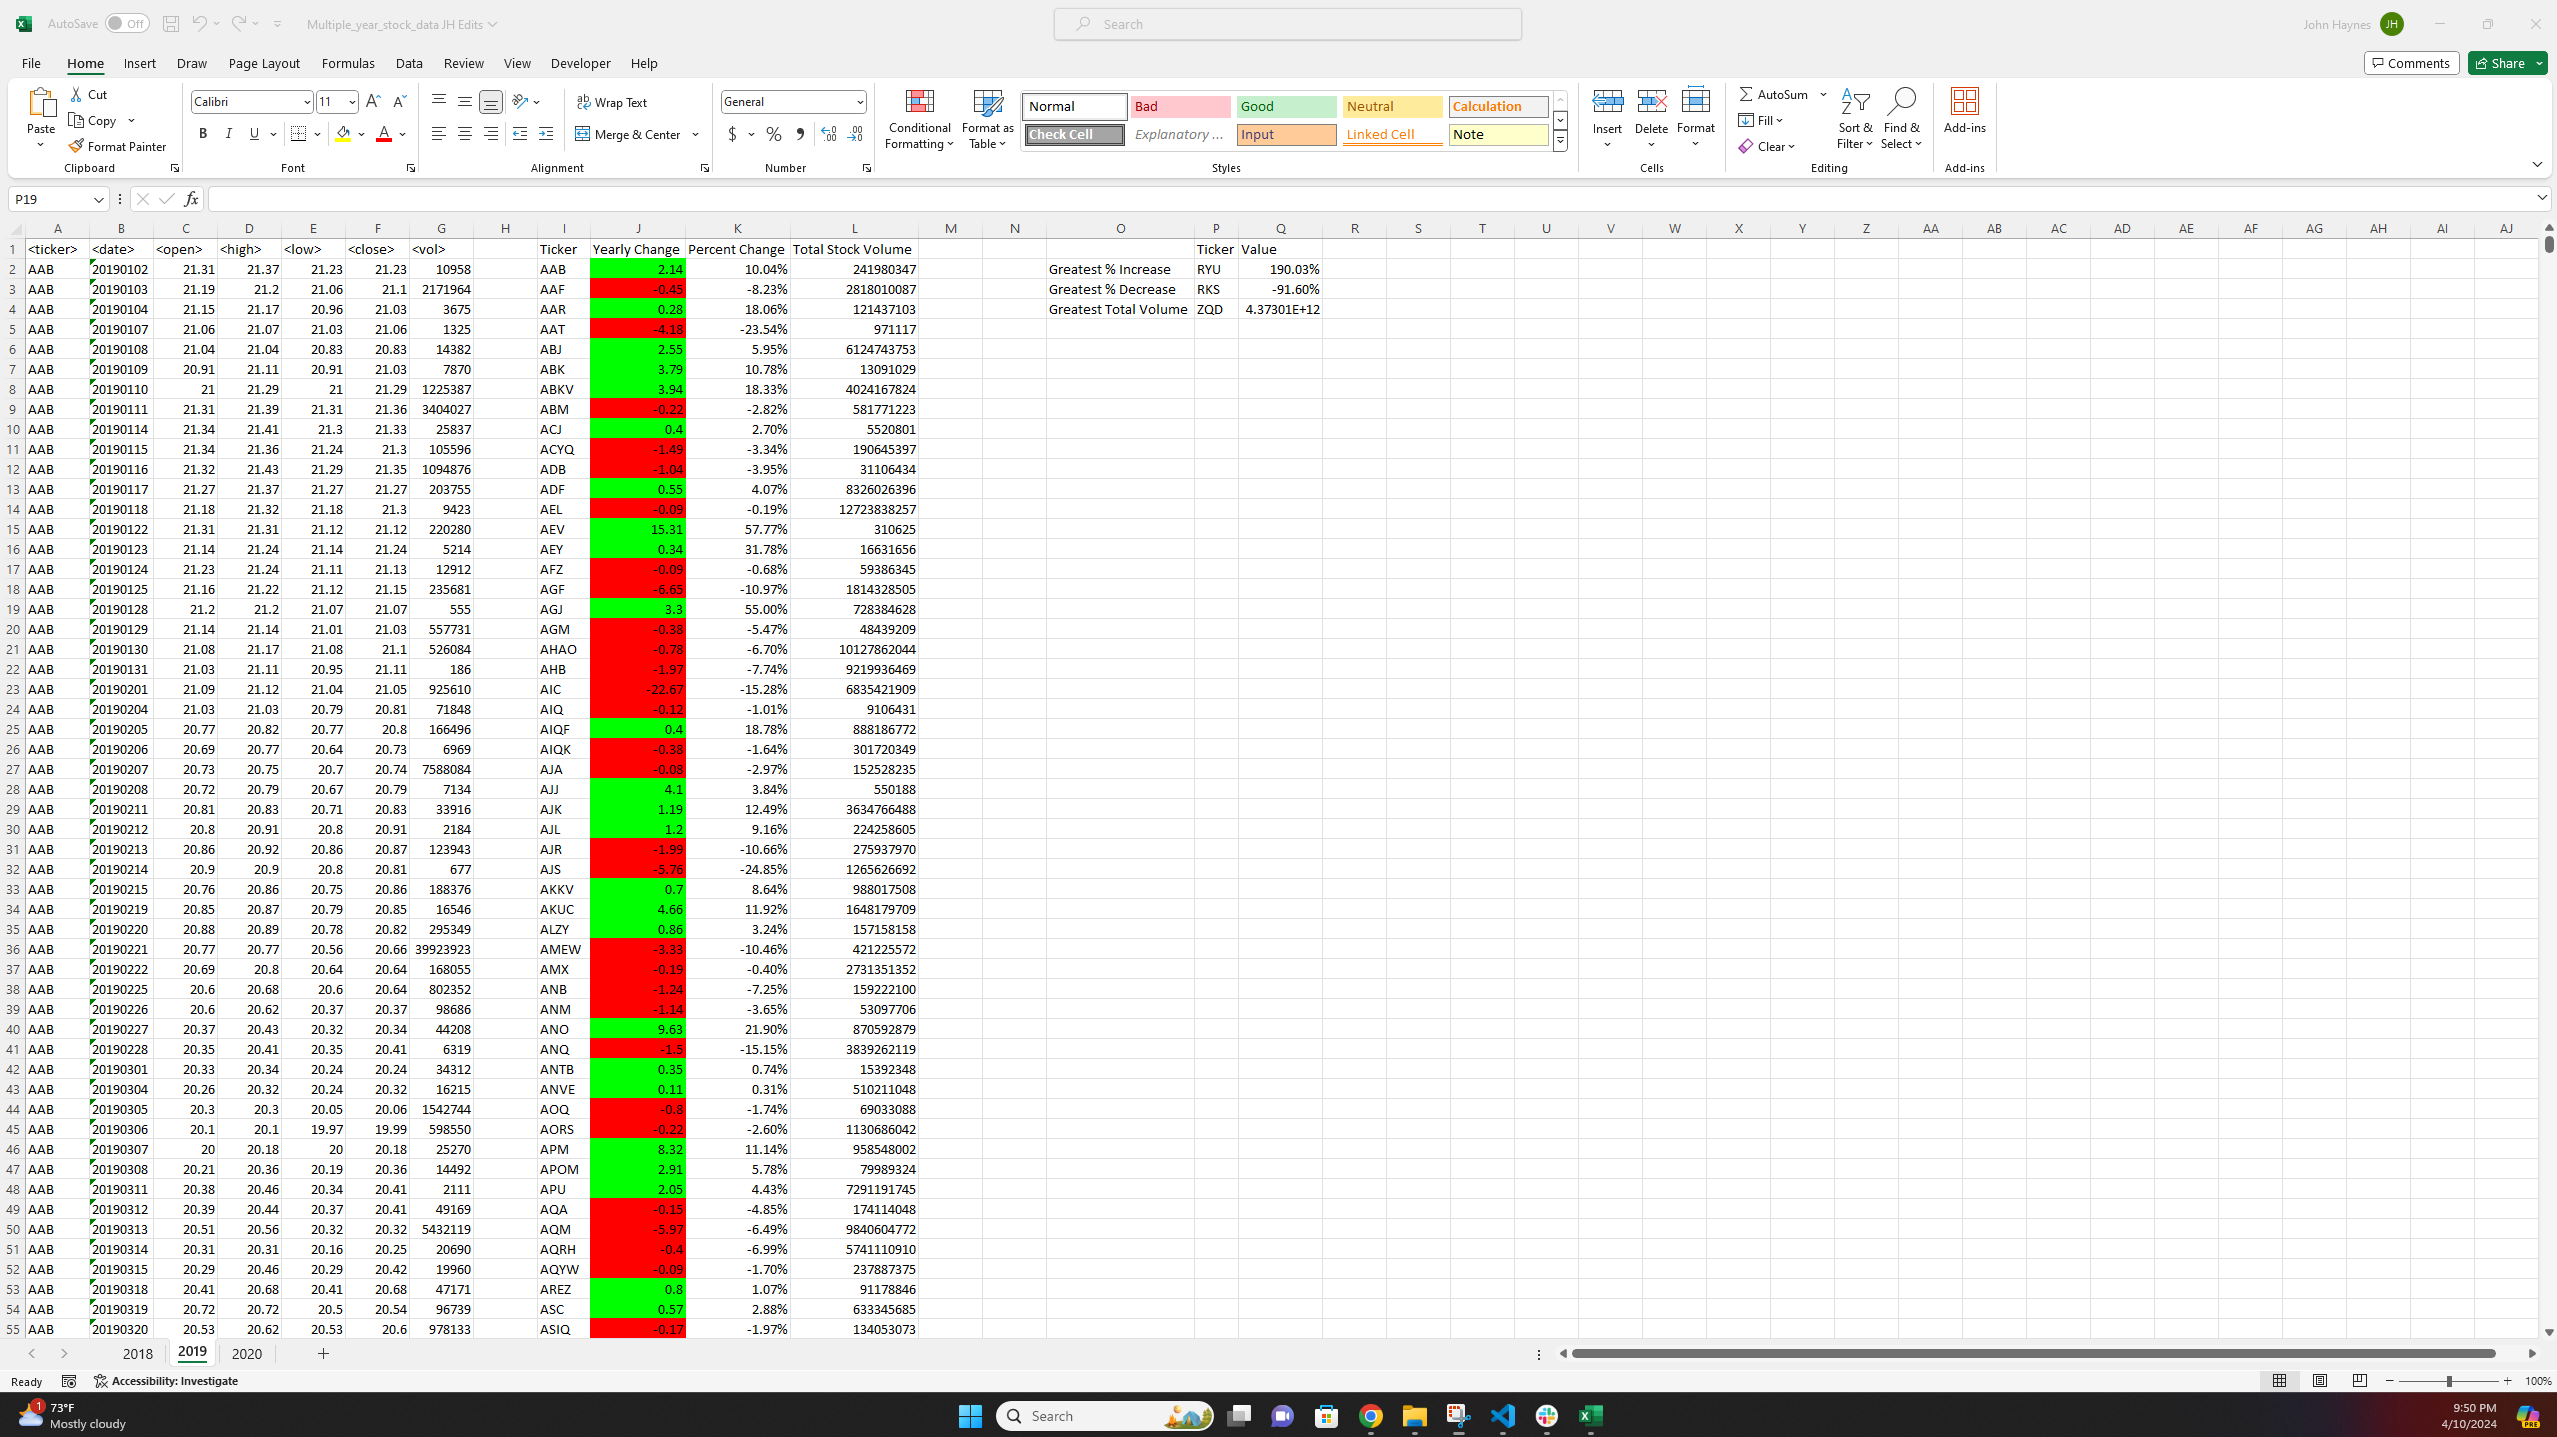 AutoSave Off Multiple_year_stock_data JH Edits Search John Haynes JH
File Home Insert Draw Page Layout Formulas Data Review View Developer Help Comments Share
Paste Cut Copy Format Painter Clipboard
Calibri 11 B I U A Font
Wrap Text Merge & Center Alignment
General $ % Number
Conditional Formatting Format as Table
Normal Bad Good Neutral Calculation
Check Cell Explanatory ... Input Linked Cell Note
Styles
Insert Delete Format Cells
AutoSum Fill Clear Sort & Filter Find & Select Editing
Add-ins Add-ins
P19 fx
A B C D E F G H I J K L M N O P Q R S T U V W X Y Z AA AB AC AD AE AF AG AH AI AJ
1 <ticker> <date> <open> <high> <low> <close> <vol> Ticker Yearly Change Percent Change Total Stock Volume Ticker Value
2 AAB 20190102 21.31 21.37 21.23 21.23 10958 AAB 2.14 10.04% 241980347 Greatest % Increase RYU 190.03%
3 AAB 20190103 21.19 21.2 21.06 21.1 2171964 AAF -0.45 -8.23% 2818010087 Greatest % Decrease RKS -91.60%
4 AAB 20190104 21.15 21.17 20.96 21.03 3675 AAR 0.28 18.06% 121437103 Greatest Total Volume ZQD 4.37301E+12
5 AAB 20190107 21.06 21.07 21.03 21.06 1325 AAT -4.18 -23.54% 971117
6 AAB 20190108 21.04 21.04 20.83 20.83 14382 ABJ 2.55 5.95% 6124743753
7 AAB 20190109 20.91 21.11 20.91 21.03 7870 ABK 3.79 10.78% 13091029
8 AAB 20190110 21 21.29 21 21.29 1225387 ABKV 3.94 18.33% 4024167824
9 AAB 20190111 21.31 21.39 21.31 21.36 3404027 ABM -0.22 -2.82% 581771223
10 AAB 20190114 21.34 21.41 21.3 21.33 25837 ACJ 0.4 2.70% 5520801
11 AAB 20190115 21.34 21.36 21.24 21.3 105596 ACYQ -1.49 -3.34% 190645397
12 AAB 20190116 21.32 21.43 21.29 21.35 1094876 ADB -1.04 -3.95% 31106434
13 AAB 20190117 21.27 21.37 21.27 21.27 203755 ADF 0.55 4.07% 8326026396
14 AAB 20190118 21.18 21.32 21.18 21.3 9423 AEL -0.09 -0.19% 12723838257
15 AAB 20190122 21.31 21.31 21.12 21.12 220280 AEV 15.31 57.77% 310625
16 AAB 20190123 21.14 21.24 21.14 21.24 5214 AEY 0.34 31.78% 16631656
17 AAB 20190124 21.23 21.24 21.11 21.13 12912 AFZ -0.09 -0.68% 59386345
18 AAB 20190125 21.16 21.22 21.12 21.15 235681 AGF -6.65 -10.97% 1814328505
19 AAB 20190128 21.2 21.2 21.07 21.07 555 AGJ 3.3 55.00% 728384628
20 AAB 20190129 21.14 21.14 21.01 21.03 557731 AGM -0.38 -5.47% 48439209
21 AAB 20190130 21.08 21.17 21.08 21.1 526084 AHAO -0.78 -6.70% 10127862044
22 AAB 20190131 21.03 21.11 20.95 21.11 186 AHB -1.97 -7.74% 9219936469
23 AAB 20190201 21.09 21.12 21.04 21.05 925610 AIC -22.67 -15.28% 6835421909
24 AAB 20190204 21.03 21.03 20.79 20.81 71848 AIQ -0.12 -1.01% 9106431
25 AAB 20190205 20.77 20.82 20.77 20.8 166496 AIQF 0.4 18.78% 888186772
26 AAB 20190206 20.69 20.77 20.64 20.73 6969 AIQK -0.38 -1.64% 301720349
27 AAB 20190207 20.73 20.75 20.7 20.74 7588084 AJA -0.08 -2.97% 152528235
28 AAB 20190208 20.72 20.79 20.67 20.79 7134 AJJ 4.1 3.84% 550188
29 AAB 20190211 20.81 20.83 20.71 20.83 33916 AJK 1.19 12.49% 3634766488
30 AAB 20190212 20.8 20.91 20.8 20.91 2184 AJL 1.2 9.16% 224258605
31 AAB 20190213 20.86 20.92 20.86 20.87 123943 AJR -1.99 -10.66% 275937970
32 AAB 20190214 20.9 20.9 20.8 20.81 677 AJS -5.76 -24.85% 1265626692
33 AAB 20190215 20.76 20.86 20.75 20.86 188376 AKKV 0.7 8.64% 988017508
34 AAB 20190219 20.85 20.87 20.79 20.85 16546 AKUC 4.66 11.92% 1648179709
35 AAB 20190220 20.88 20.89 20.78 20.82 295349 ALZY 0.86 3.24% 157158158
36 AAB 20190221 20.77 20.77 20.56 20.66 39923923 AMEW -3.33 -10.46% 421225572
37 AAB 20190222 20.69 20.8 20.64 20.64 168055 AMX -0.19 -0.40% 2731351352
38 AAB 20190225 20.6 20.68 20.6 20.64 802352 ANB -1.24 -7.25% 159222100
39 AAB 20190226 20.6 20.62 20.37 20.37 98686 ANM -1.14 -3.65% 53097706
40 AAB 20190227 20.37 20.43 20.32 20.34 44208 ANO 9.63 21.90% 870592879
41 AAB 20190228 20.35 20.41 20.35 20.41 6319 ANQ -1.5 -15.15% 3839262119
42 AAB 20190301 20.33 20.34 20.24 20.24 34312 ANTB 0.35 0.74% 15392348
43 AAB 20190304 20.26 20.32 20.24 20.32 16215 ANVE 0.11 0.31% 510211048
44 AAB 20190305 20.3 20.3 20.05 20.06 1542744 AOQ -0.8 -1.74% 69033088
45 AAB 20190306 20.1 20.1 19.97 19.99 598550 AORS -0.22 -2.60% 1130686042
46 AAB 20190307 20 20.18 20 20.18 25270 APM 8.32 11.14% 958548002
47 AAB 20190308 20.21 20.36 20.19 20.36 14492 APOM 2.91 5.78% 79989324
48 AAB 20190311 20.38 20.46 20.34 20.41 2111 APU 2.05 4.43% 7291191745
49 AAB 20190312 20.39 20.44 20.37 20.41 49169 AQA -0.15 -4.85% 174114048
50 AAB 20190313 20.51 20.56 20.32 20.32 5432119 AQM -5.97 -6.49% 9840604772
51 AAB 20190314 20.31 20.31 20.16 20.25 20690 AQRH -0.4 -6.99% 5741110910
52 AAB 20190315 20.29 20.46 20.29 20.42 19960 AQYW -0.09 -1.70% 237887375
53 AAB 20190318 20.41 20.68 20.41 20.68 47171 AREZ 0.8 1.07% 91178846
54 AAB 20190319 20.72 20.72 20.5 20.54 96739 ASC 0.57 2.88% 633345685
55 AAB 20190320 20.53 20.62 20.53 20.6 978133 ASIQ -0.17 -1.97% 134053073
2018 2019 2020
Ready Accessibility: Investigate 100%
1 73°F
Mostly cloudy
Search
9:50 PM
4/10/2024
PRE